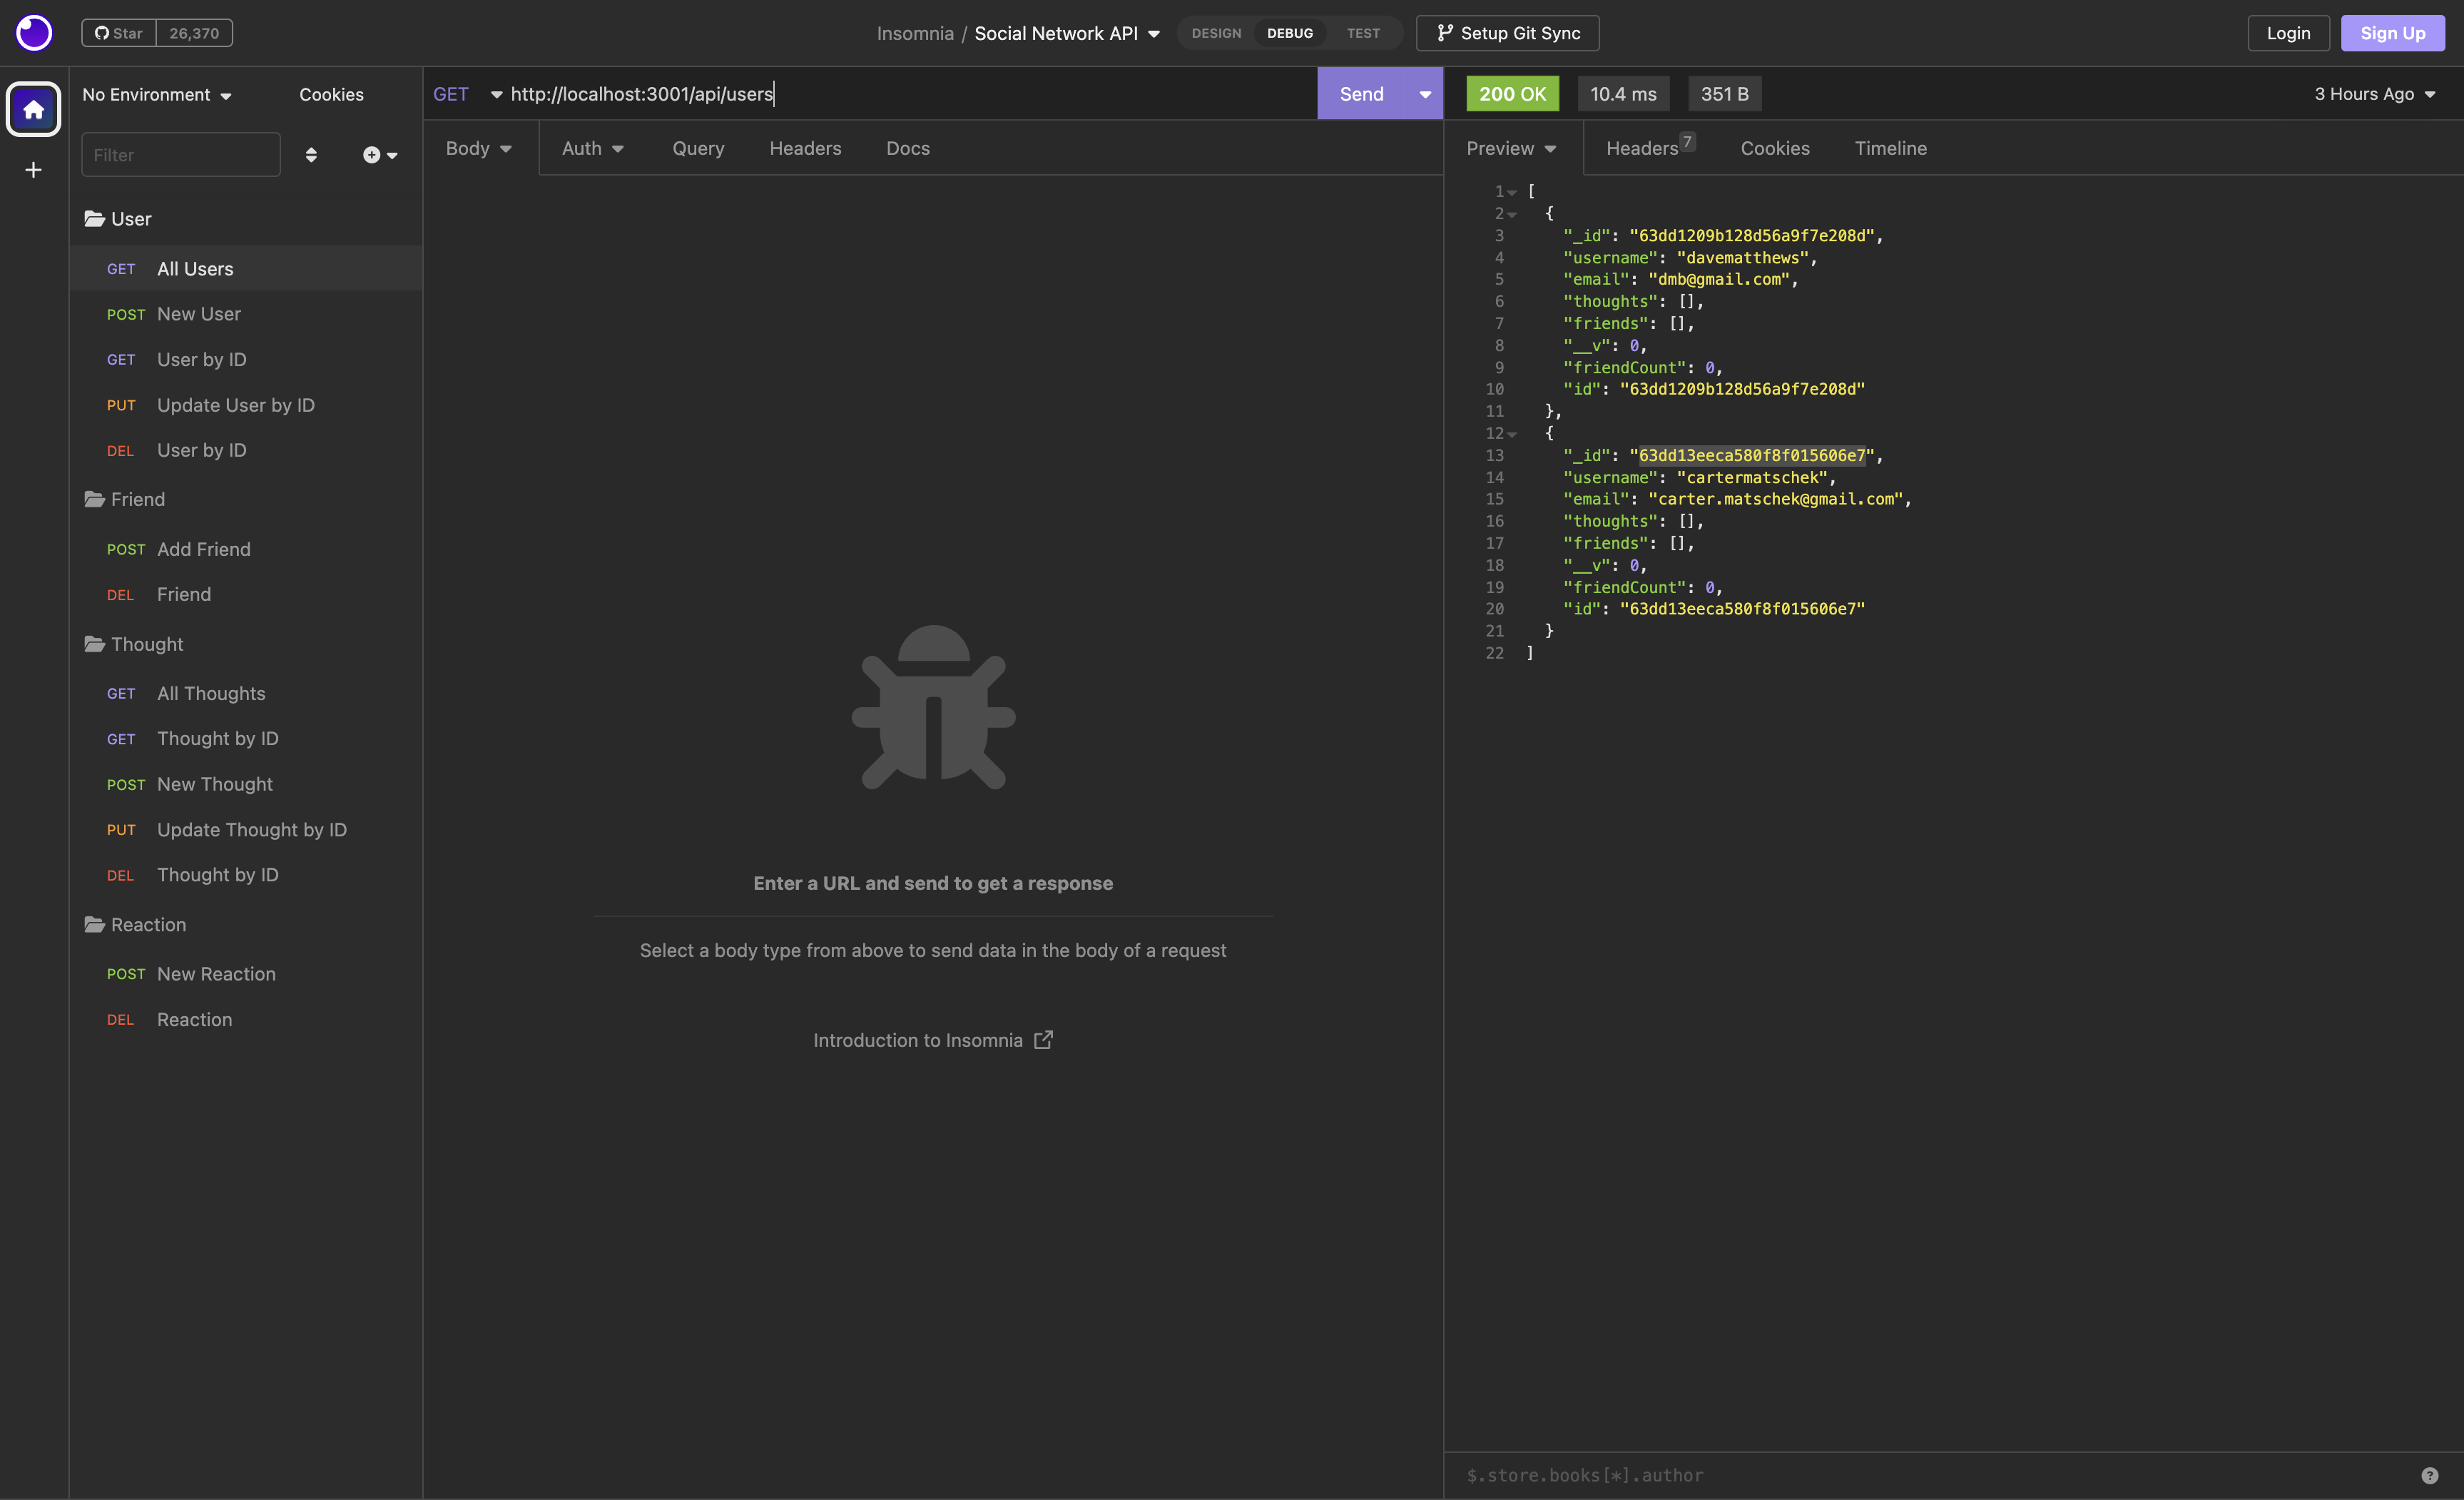 Star 26,370
Insomnia / Social Network API
DESIGN DEBUG TEST
Setup Git Sync
Login
Sign Up
No Environment
Cookies
Filter
User
GET All Users
POST New User
GET User by ID
PUT Update User by ID
DEL User by ID
Friend
POST Add Friend
DEL Friend
Thought
GET All Thoughts
GET Thought by ID
POST New Thought
PUT Update Thought by ID
DEL Thought by ID
Reaction
POST New Reaction
DEL Reaction
GET http://localhost:3001/api/users
Send
Body Auth Query Headers Docs
Enter a URL and send to get a response
Select a body type from above to send data in the body of a request
Introduction to Insomnia
200 OK 10.4 ms 351 B
3 Hours Ago
Preview Headers 7 Cookies Timeline
1 [
2 {
3 "_id": "63dd1209b128d56a9f7e208d",
4 "username": "davematthews",
5 "email": "dmb@gmail.com",
6 "thoughts": [],
7 "friends": [],
8 "__v": 0,
9 "friendCount": 0,
10 "id": "63dd1209b128d56a9f7e208d"
11 },
12 {
13 "_id": "63dd13eeca580f8f015606e7",
14 "username": "cartermatschek",
15 "email": "carter.matschek@gmail.com",
16 "thoughts": [],
17 "friends": [],
18 "__v": 0,
19 "friendCount": 0,
20 "id": "63dd13eeca580f8f015606e7"
21 }
22 ]
$.store.books[*].author
?